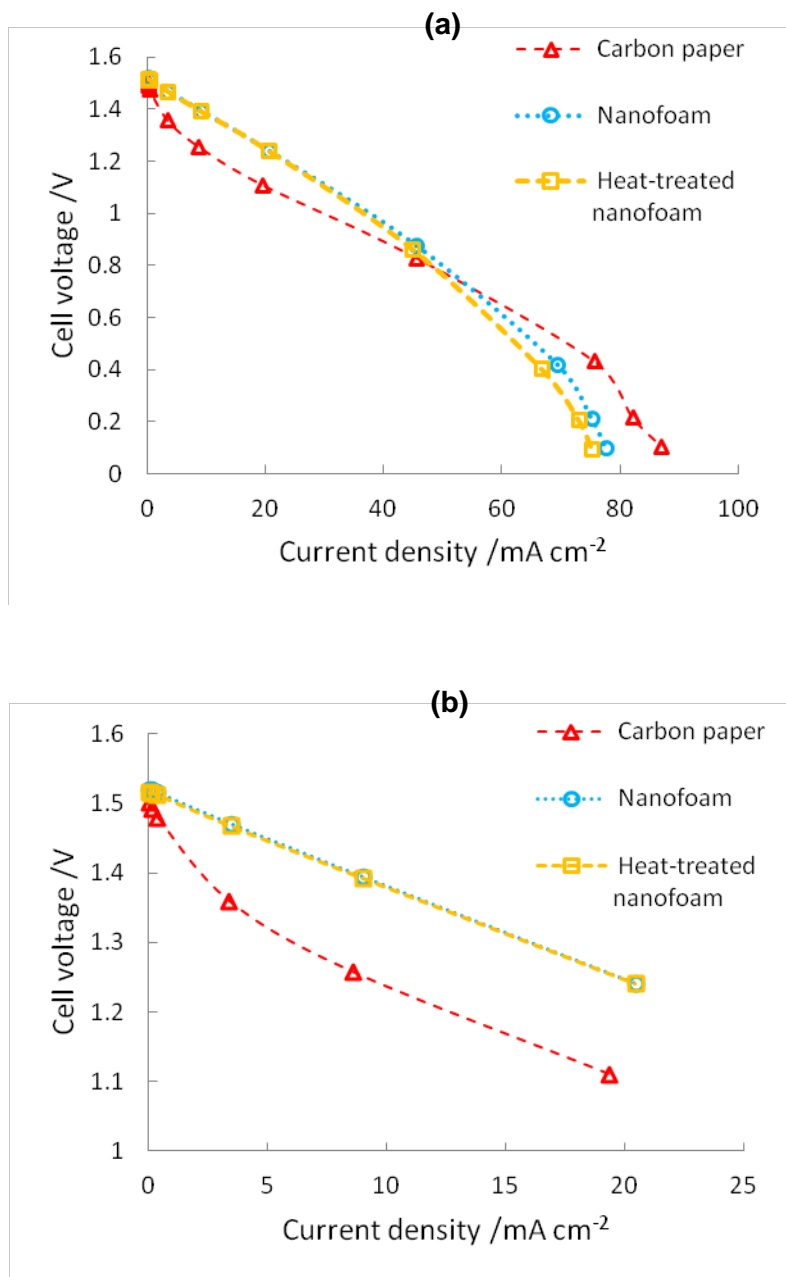 (a)
Carbon paper
Nanofoam
Heat-treated
nanofoam
1.6
1.4
1.2
1
0.8
0.6
0.4
0.2
0
Cell voltage /V
0 20 40 60 80 100
Current density /mA cm⁻²
(b)
Carbon paper
Nanofoam
Heat-treated
nanofoam
1.6
1.5
1.4
1.3
1.2
1.1
1
Cell voltage /V
0 5 10 15 20 25
Current density /mA cm⁻²